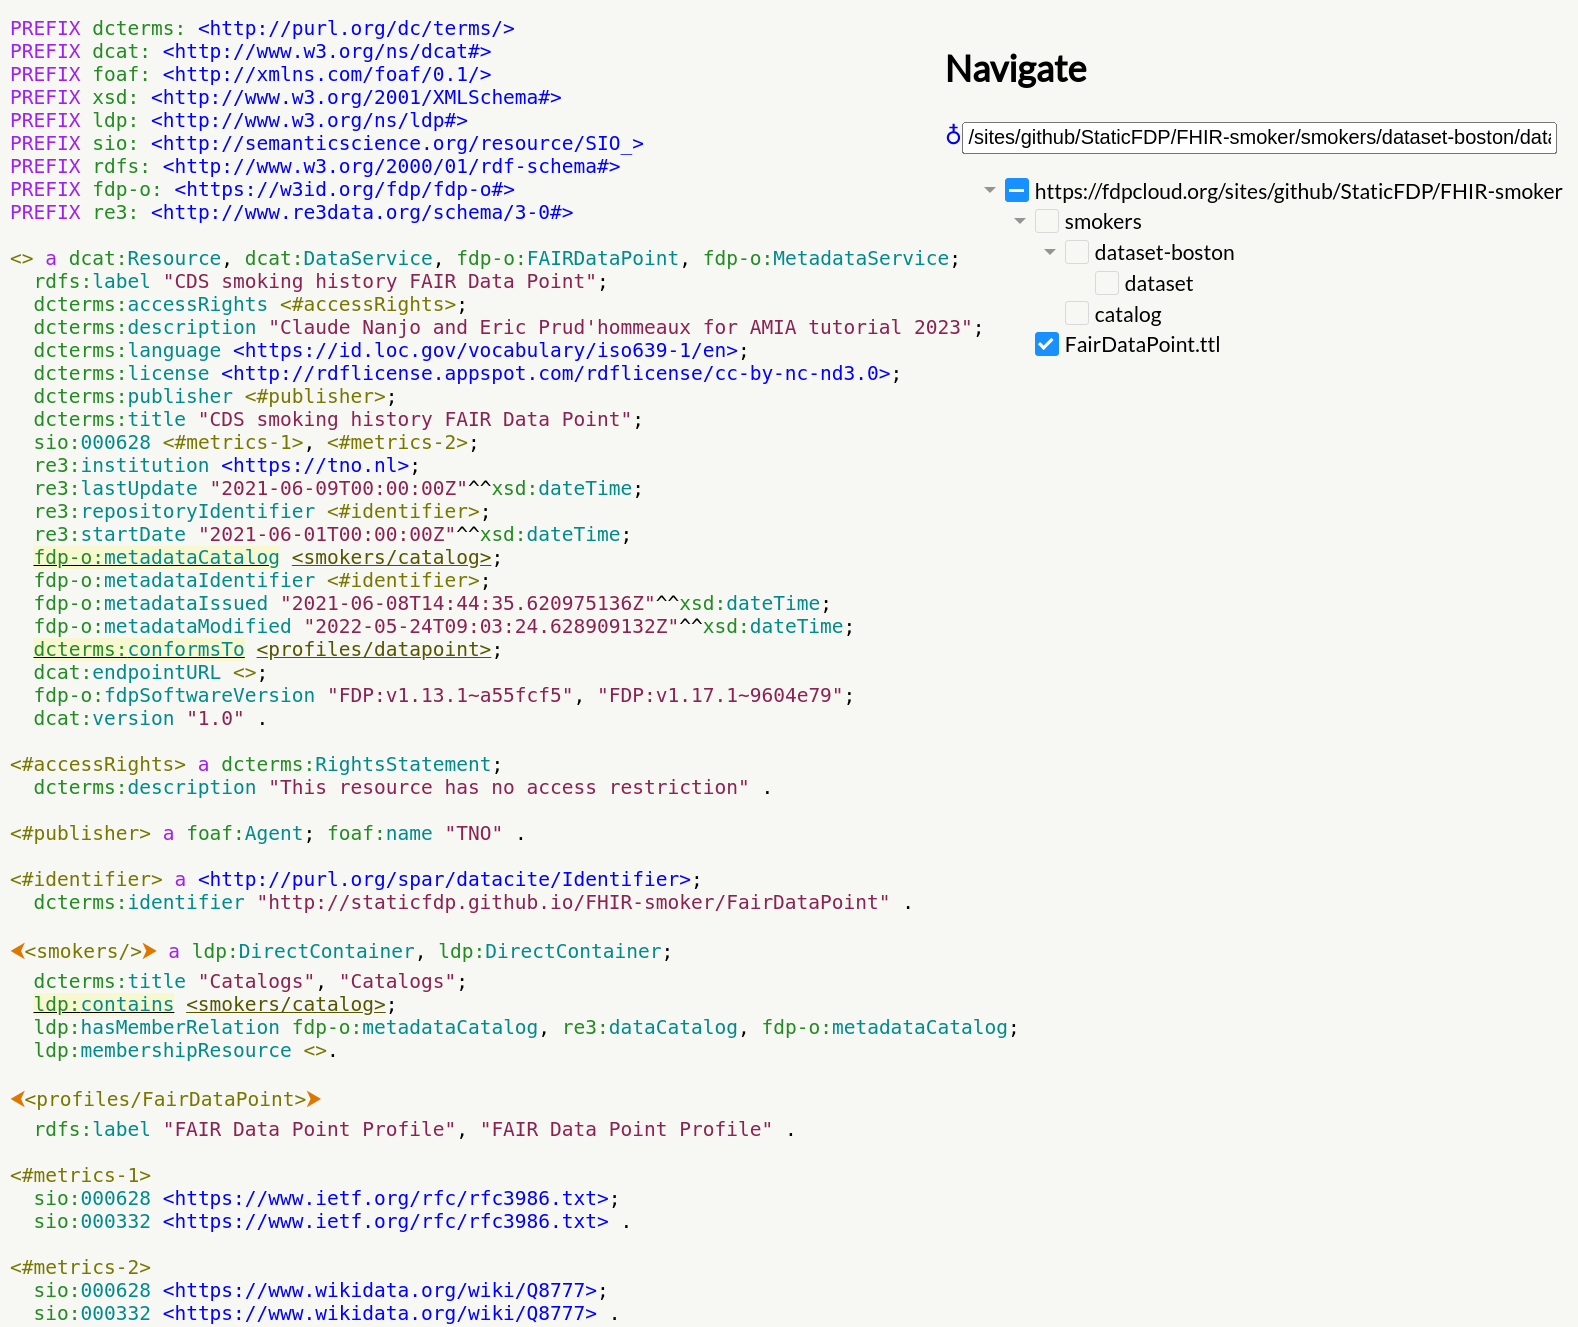 PREFIX dcterms: <http://purl.org/dc/terms/>
PREFIX dcat: <http://www.w3.org/ns/dcat#>
PREFIX foaf: <http://xmlns.com/foaf/0.1/>
PREFIX xsd: <http://www.w3.org/2001/XMLSchema#>
PREFIX ldp: <http://www.w3.org/ns/ldp#>
PREFIX sio: <http://semanticscience.org/resource/SIO_>
PREFIX rdfs: <http://www.w3.org/2000/01/rdf-schema#>
PREFIX fdp-o: <https://w3id.org/fdp/fdp-o#>
PREFIX re3: <http://www.re3data.org/schema/3-0#>

<> a dcat:Resource, dcat:DataService, fdp-o:FAIRDataPoint, fdp-o:MetadataService;
  rdfs:label "CDS smoking history FAIR Data Point";
  dcterms:accessRights <#accessRights>;
  dcterms:description "Claude Nanjo and Eric Prud'hommeaux for AMIA tutorial 2023";
  dcterms:language <https://id.loc.gov/vocabulary/iso639-1/en>;
  dcterms:license <http://rdflicense.appspot.com/rdflicense/cc-by-nc-nd3.0>;
  dcterms:publisher <#publisher>;
  dcterms:title "CDS smoking history FAIR Data Point";
  sio:000628 <#metrics-1>, <#metrics-2>;
  re3:institution <https://tno.nl>;
  re3:lastUpdate "2021-06-09T00:00:00Z"^^xsd:dateTime;
  re3:repositoryIdentifier <#identifier>;
  re3:startDate "2021-06-01T00:00:00Z"^^xsd:dateTime;
  fdp-o:metadataCatalog <smokers/catalog>;
  fdp-o:metadataIdentifier <#identifier>;
  fdp-o:metadataIssued "2021-06-08T14:44:35.620975136Z"^^xsd:dateTime;
  fdp-o:metadataModified "2022-05-24T09:03:24.628909132Z"^^xsd:dateTime;
  dcterms:conformsTo <profiles/datapoint>;
  dcat:endpointURL <>;
  fdp-o:fdpSoftwareVersion "FDP:v1.13.1~a55fcf5", "FDP:v1.17.1~9604e79";
  dcat:version "1.0" .

<#accessRights> a dcterms:RightsStatement;
  dcterms:description "This resource has no access restriction" .

<#publisher> a foaf:Agent; foaf:name "TNO" .

<#identifier> a <http://purl.org/spar/datacite/Identifier>;
  dcterms:identifier "http://staticfdp.github.io/FHIR-smoker/FairDataPoint" .

<smokers/> a ldp:DirectContainer, ldp:DirectContainer;
  dcterms:title "Catalogs", "Catalogs";
  ldp:contains <smokers/catalog>;
  ldp:hasMemberRelation fdp-o:metadataCatalog, re3:dataCatalog, fdp-o:metadataCatalog;
  ldp:membershipResource <>.

<profiles/FairDataPoint>
  rdfs:label "FAIR Data Point Profile", "FAIR Data Point Profile" .

<#metrics-1>
  sio:000628 <https://www.ietf.org/rfc/rfc3986.txt>;
  sio:000332 <https://www.ietf.org/rfc/rfc3986.txt> .

<#metrics-2>
  sio:000628 <https://www.wikidata.org/wiki/Q8777>;
  sio:000332 <https://www.wikidata.org/wiki/Q8777> .

Navigate
/sites/github/StaticFDP/FHIR-smoker/smokers/dataset-boston/data
https://fdpcloud.org/sites/github/StaticFDP/FHIR-smoker
smokers
dataset-boston
dataset
catalog
FairDataPoint.ttl